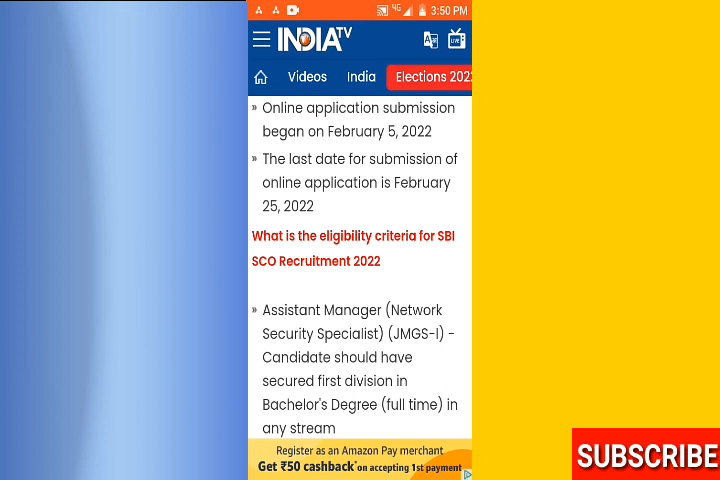 4G 3:50 PM
INDIA TV
LIVE
Videos India Elections 202
» Online application submission
began on February 5, 2022
» The last date for submission of
online application is February
25, 2022
What is the eligibility criteria for SBI
SCO Recruitment 2022
» Assistant Manager (Network
Security Specialist) (JMGS-I) -
Candidate should have
secured first division in
Bachelor's Degree (full time) in
any stream
Register as an Amazon Pay merchant
Get ₹50 cashback* on accepting 1st payment
SUBSCRIBE